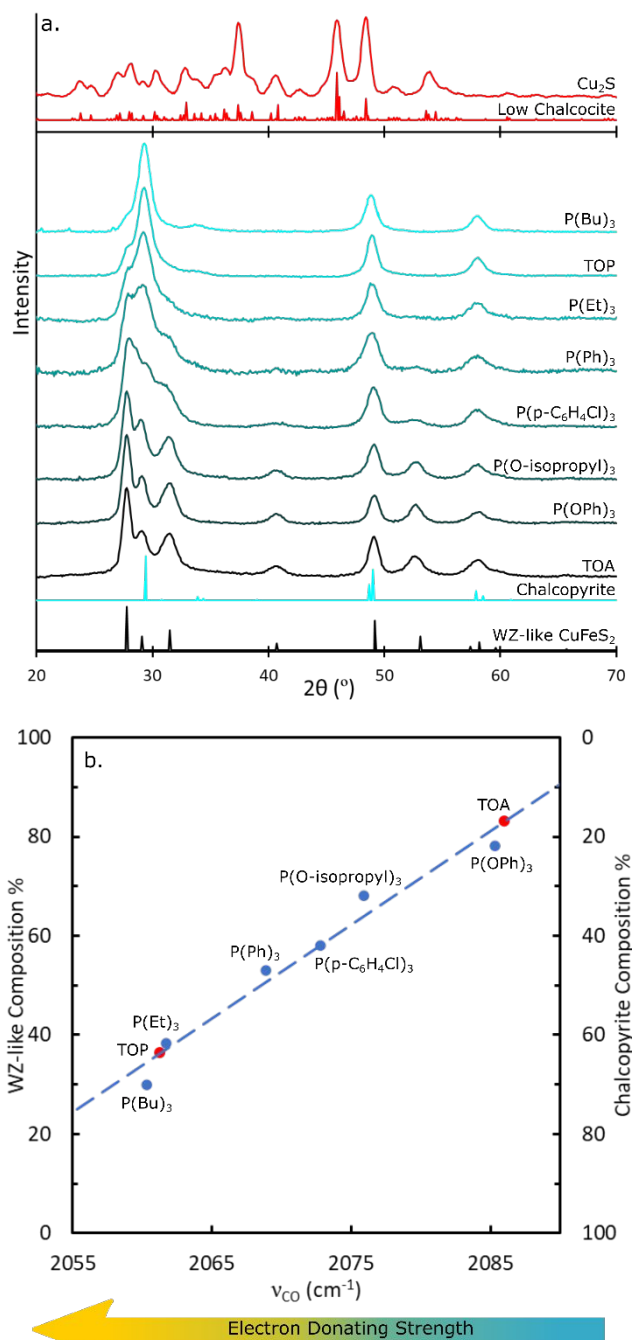 a.
Cu₂S
Low Chalcocite
P(Bu)₃
TOP
P(Et)₃
P(Ph)₃
P(p-C₆H₄Cl)₃
P(O-isopropyl)₃
P(OPh)₃
TOA
Chalcopyrite
WZ-like CuFeS₂
Intensity
20 30 40 50 60 70
2θ (º)
b.
100 0
80 20
60 40
40 60
20 80
0 100
WZ-like Composition %
Chalcopyrite Composition %
TOA
P(OPh)₃
P(O-isopropyl)₃
P(Ph)₃
P(p-C₆H₄Cl)₃
P(Et)₃
TOP
P(Bu)₃
2055 2065 2075 2085
νCO (cm⁻¹)
Electron Donating Strength